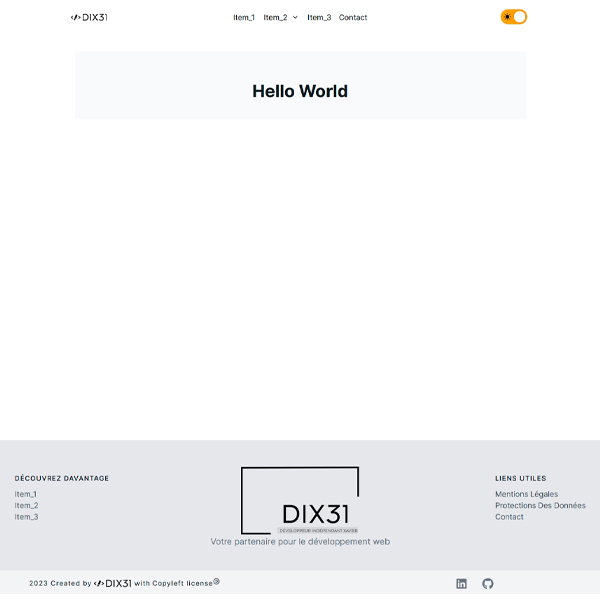 </>DIX31
Item_1 Item_2 Item_3 Contact
Hello World
DÉCOUVREZ DAVANTAGE
Item_1
Item_2
Item_3
DIX31
DÉVELOPPEUR INDÉPENDANT XAVIER
Votre partenaire pour le développement web
LIENS UTILES
Mentions Légales
Protections Des Données
Contact
2023 Created by </>DIX31 with Copyleft license